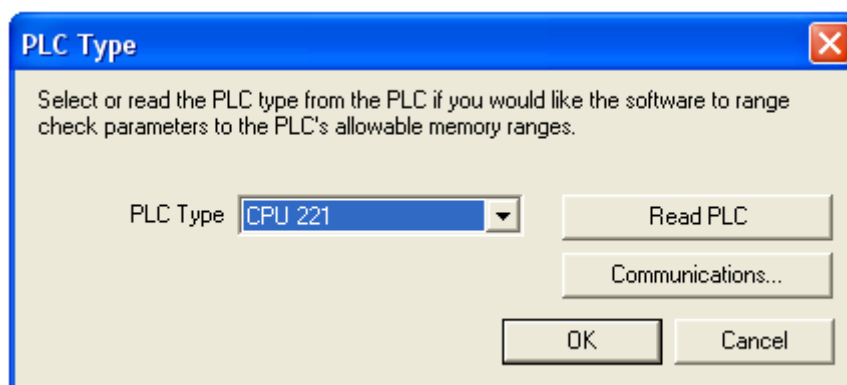 PLC Type
Select or read the PLC type from the PLC if you would like the software to range
check parameters to the PLC's allowable memory ranges.
PLC Type CPU 221 Read PLC
Communications...
OK Cancel